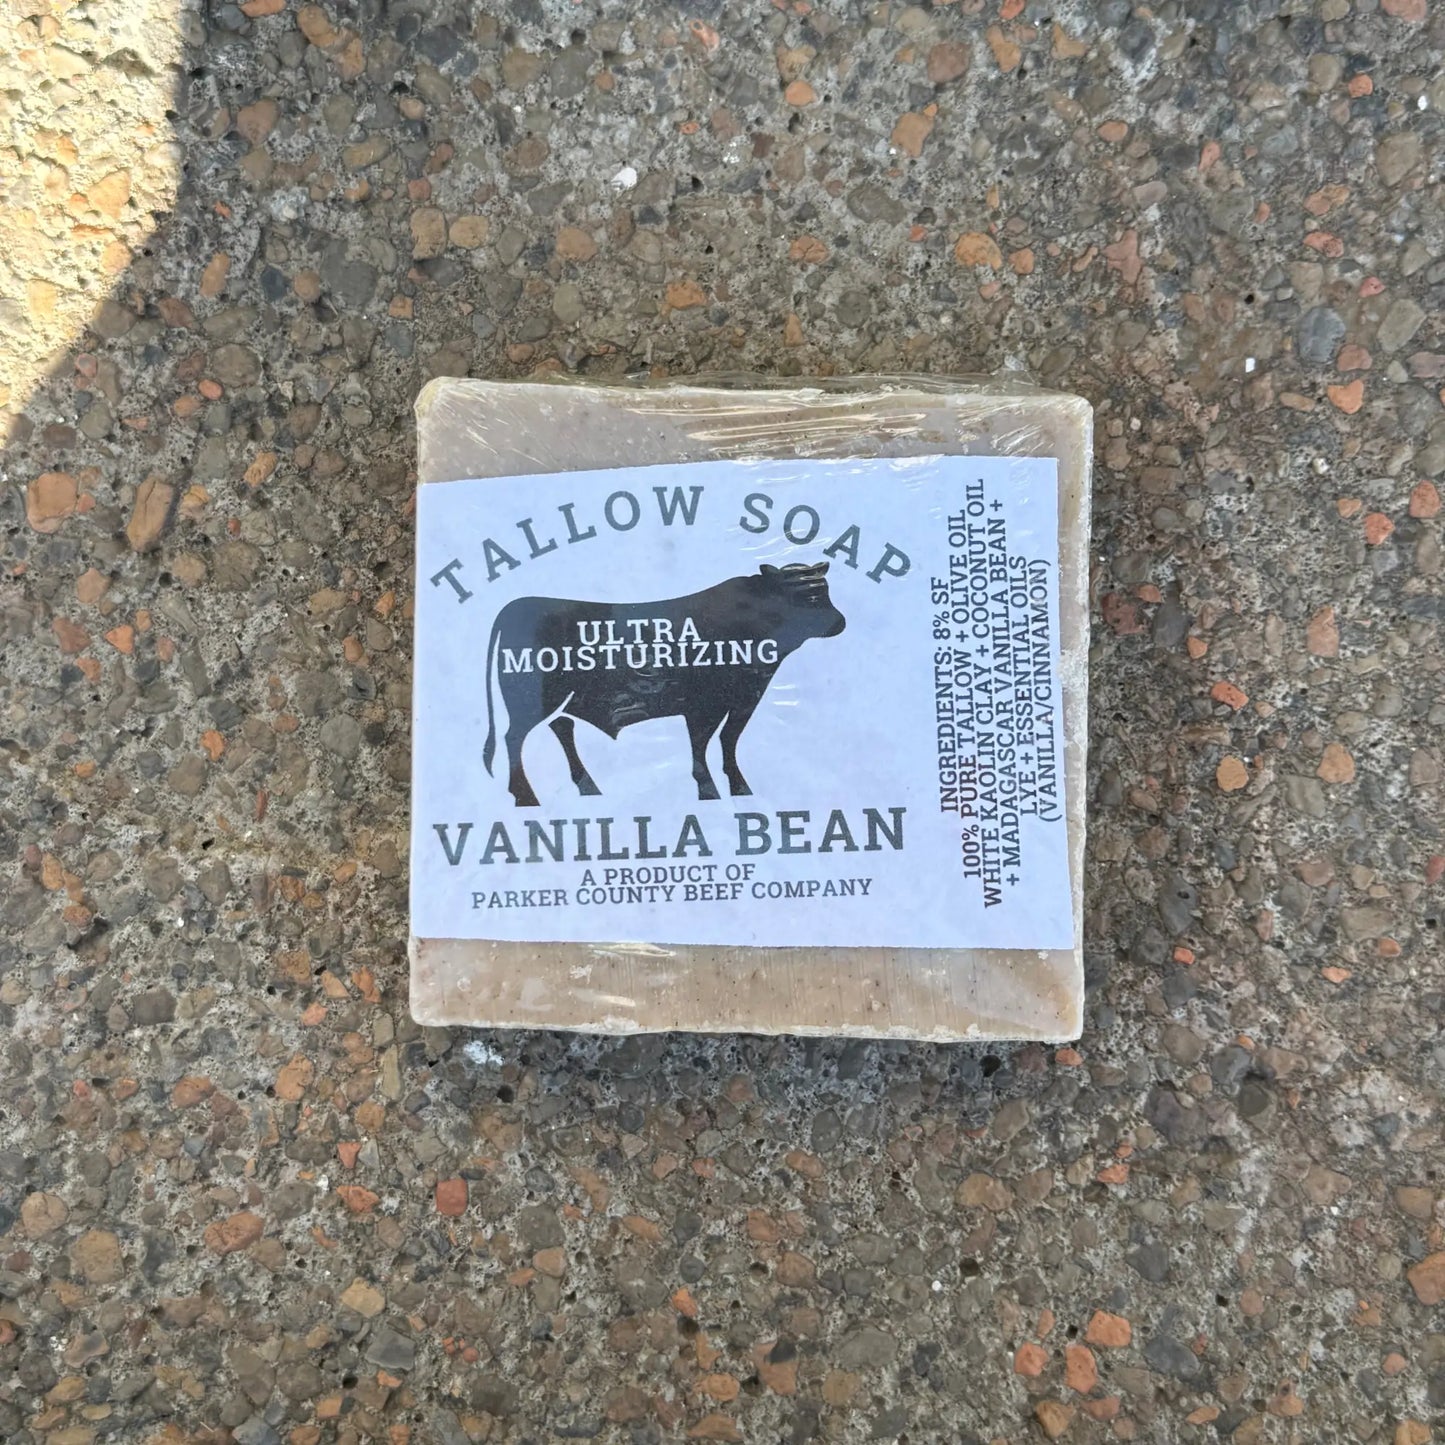 TALLOW SOAP
ULTRA
MOISTURIZING
VANILLA BEAN
A PRODUCT OF
PARKER COUNTY BEEF COMPANY
INGREDIENTS: 8% SF
100% PURE TALLOW + OLIVE OIL
WHITE KAOLIN CLAY + COCONUT OIL
+ MADAGASCAR VANILLA BEAN +
LYE + ESSENTIAL OILS
(VANILLA/CINNAMON)